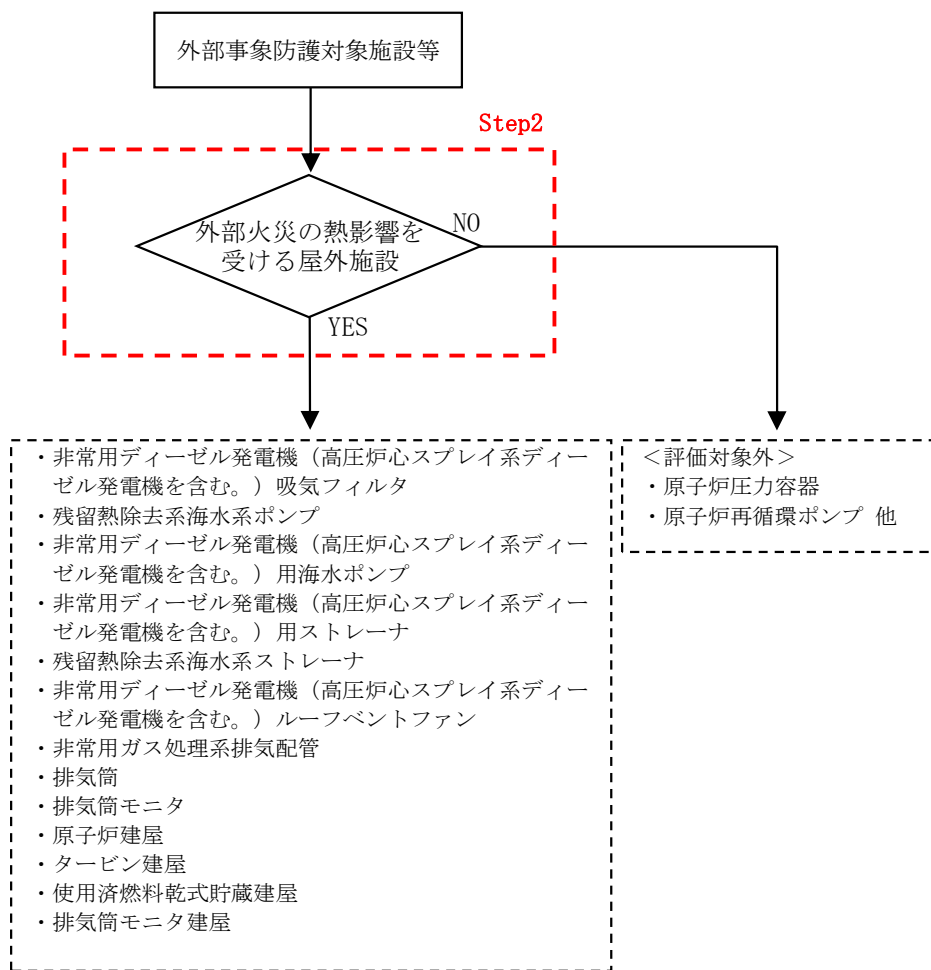 外部事象防護対象施設等
Step2
外部火災の熱影響を
受ける屋外施設
NO
YES
・非常用ディーゼル発電機（高圧炉心スプレイ系ディー
ゼル発電機を含む。）吸気フィルタ
・残留熱除去系海水系ポンプ
・非常用ディーゼル発電機（高圧炉心スプレイ系ディー
ゼル発電機を含む。）用海水ポンプ
・非常用ディーゼル発電機（高圧炉心スプレイ系ディー
ゼル発電機を含む。）用ストレーナ
・残留熱除去系海水系ストレーナ
・非常用ディーゼル発電機（高圧炉心スプレイ系ディー
ゼル発電機を含む。）ルーフベントファン
・非常用ガス処理系排気配管
・排気筒
・排気筒モニタ
・原子炉建屋
・タービン建屋
・使用済燃料乾式貯蔵建屋
・排気筒モニタ建屋
＜評価対象外＞
・原子炉圧力容器
・原子炉再循環ポンプ 他